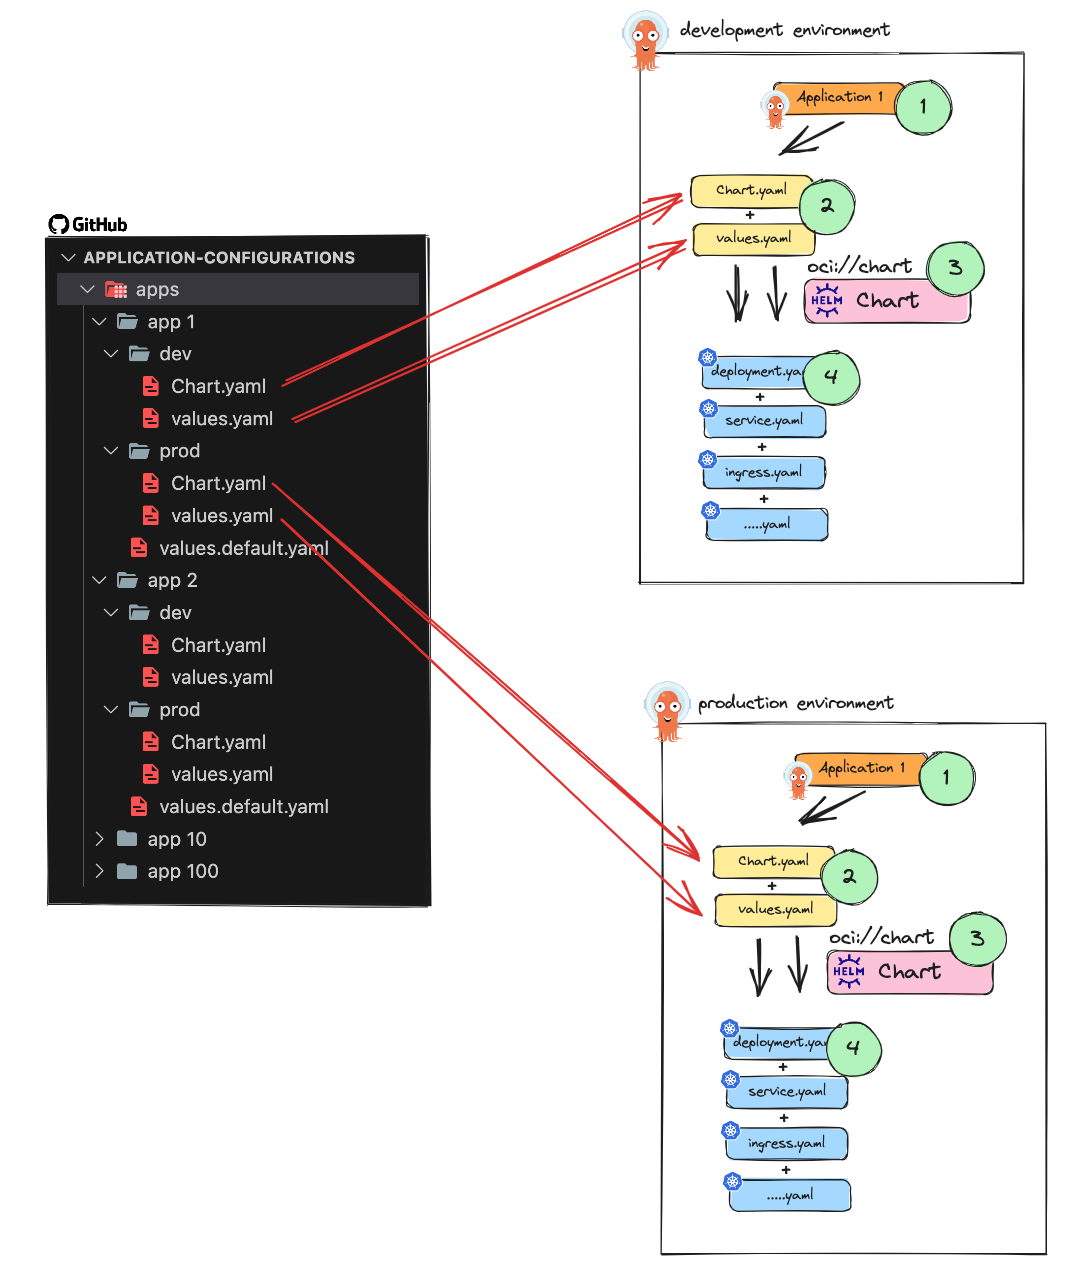 GitHub
APPLICATION-CONFIGURATIONS
apps
app 1
dev
Chart.yaml
values.yaml
prod
Chart.yaml
values.yaml
values.default.yaml
app 2
dev
Chart.yaml
values.yaml
prod
Chart.yaml
values.yaml
values.default.yaml
app 10
app 100
development environment
Application 1
1
Chart.yaml
2
+
values.yaml
oci://chart
3
HELM Chart
deployment.ya
4
+
service.yaml
+
ingress.yaml
+
.....yaml
production environment
Application 1
1
Chart.yaml
2
+
values.yaml
oci://chart
3
HELM Chart
deployment.ya
4
+
service.yaml
+
ingress.yaml
+
.....yaml